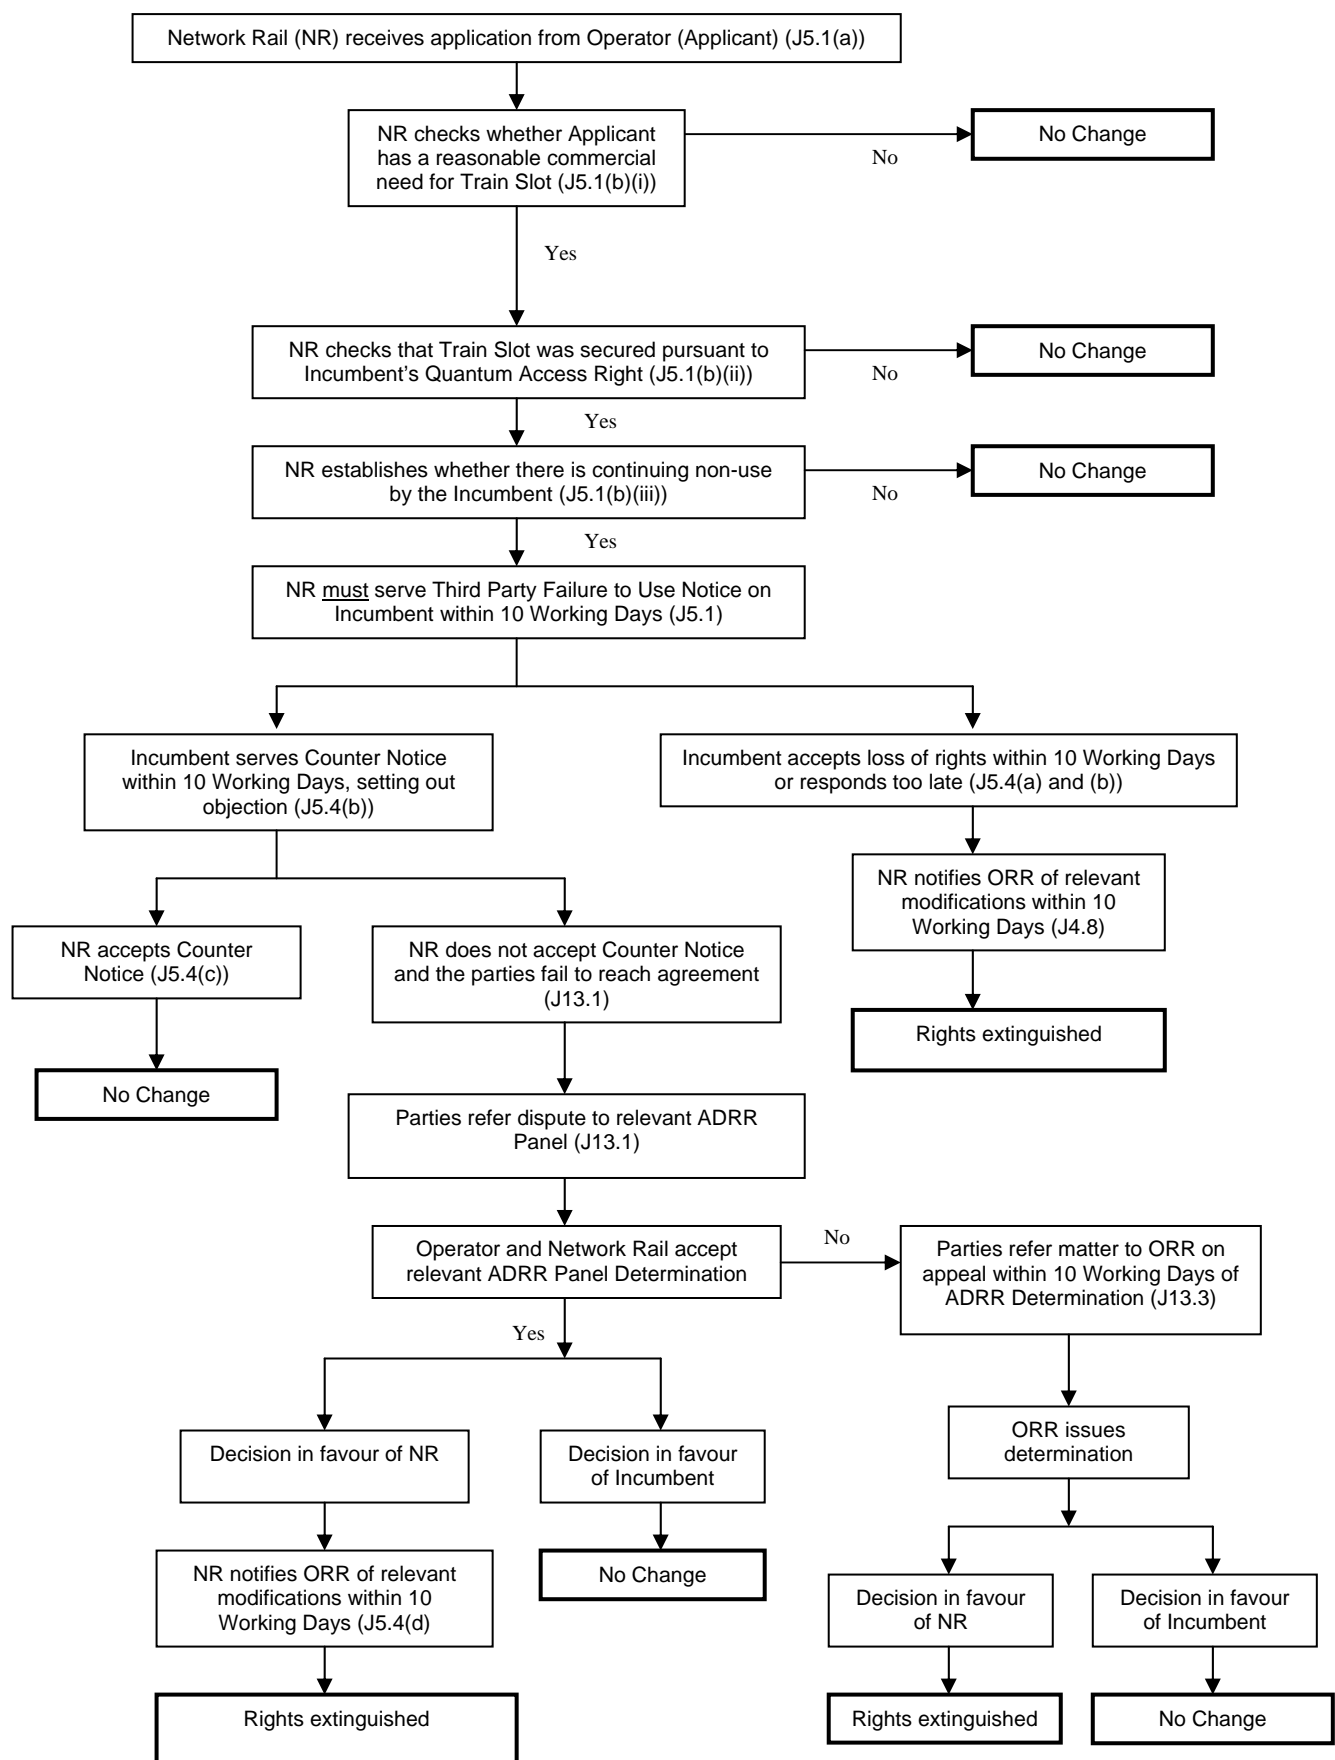 Network Rail (NR) receives application from Operator (Applicant) (J5.1(a))
NR checks whether Applicant
has a reasonable commercial
need for Train Slot (J5.1(b)(i))
No
No Change
Yes
NR checks that Train Slot was secured pursuant to
Incumbent’s Quantum Access Right (J5.1(b)(ii))
No
No Change
Yes
NR establishes whether there is continuing non-use
by the Incumbent (J5.1(b)(iii))
No
No Change
Yes
NR must serve Third Party Failure to Use Notice on
Incumbent within 10 Working Days (J5.1)
Incumbent serves Counter Notice
within 10 Working Days, setting out
objection (J5.4(b))
Incumbent accepts loss of rights within 10 Working Days
or responds too late (J5.4(a) and (b))
NR notifies ORR of relevant
modifications within 10
Working Days (J4.8)
Rights extinguished
NR accepts Counter
Notice (J5.4(c))
No Change
NR does not accept Counter Notice
and the parties fail to reach agreement
(J13.1)
Parties refer dispute to relevant ADRR
Panel (J13.1)
Operator and Network Rail accept
relevant ADRR Panel Determination
No
Parties refer matter to ORR on
appeal within 10 Working Days of
ADRR Determination (J13.3)
Yes
Decision in favour of NR
Decision in favour
of Incumbent
ORR issues
determination
NR notifies ORR of relevant
modifications within 10
Working Days (J5.4(d)
No Change
Decision in favour
of NR
Decision in favour
of Incumbent
Rights extinguished
Rights extinguished
No Change